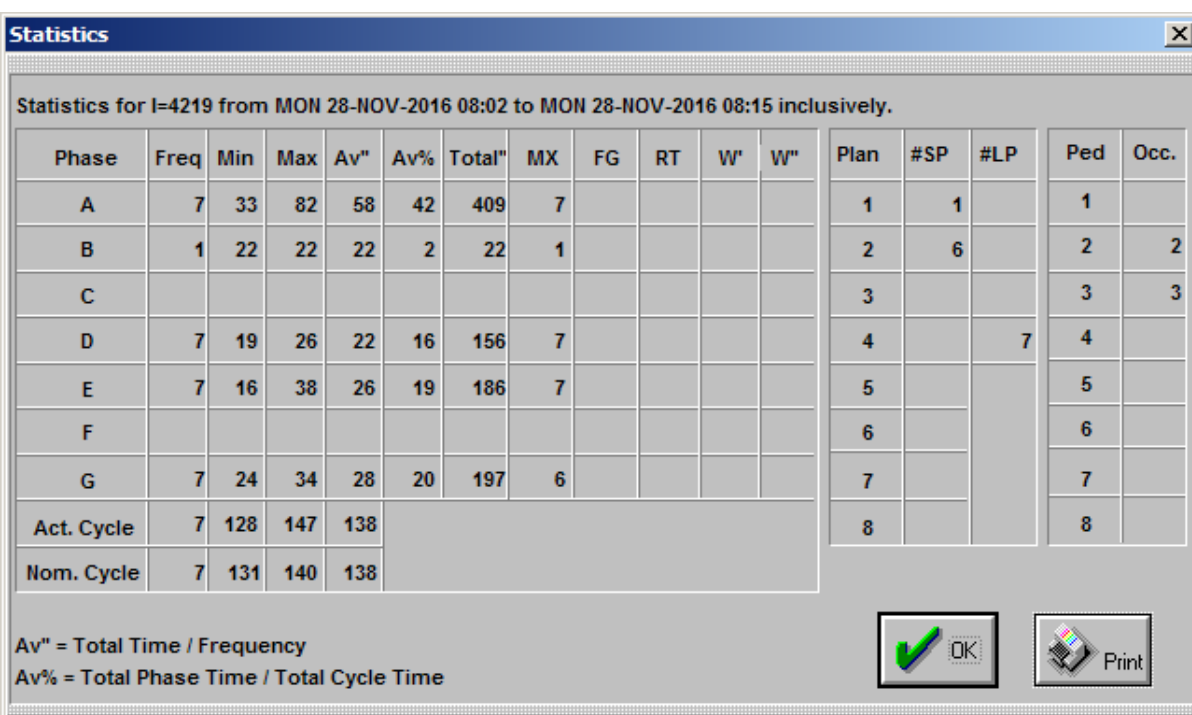 Statistics
Statistics for I=4219 from MON 28-NOV-2016 08:02 to MON 28-NOV-2016 08:15 inclusively.
Phase Freq Min Max Av" Av% Total" MX FG RT W' W"
A 7 33 82 58 42 409 7
B 1 22 22 22 2 22 1
C
D 7 19 26 22 16 156 7
E 7 16 38 26 19 186 7
F
G 7 24 34 28 20 197 6
Act. Cycle 7 128 147 138
Nom. Cycle 7 131 140 138
Plan #SP #LP
1 1
2 6
3
4 7
5
6
7
8
Ped Occ.
1
2 2
3 3
4
5
6
7
8
Av" = Total Time / Frequency
Av% = Total Phase Time / Total Cycle Time
OK
Print